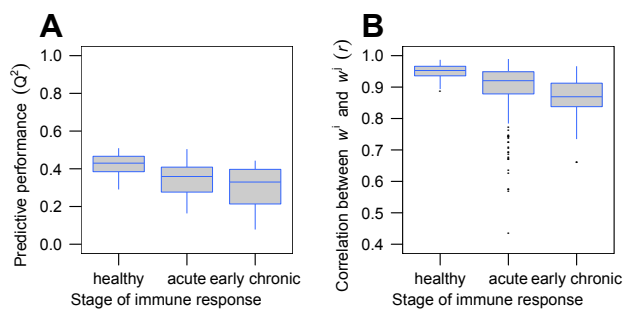 A
Predictive performance (Q²)
1.0
0.8
0.6
0.4
0.2
0.0
healthy acute early chronic
Stage of immune response
B
Correlation between wⁱ and wʲ (r)
1.0
0.9
0.8
0.7
0.6
0.5
0.4
healthy acute early chronic
Stage of immune response